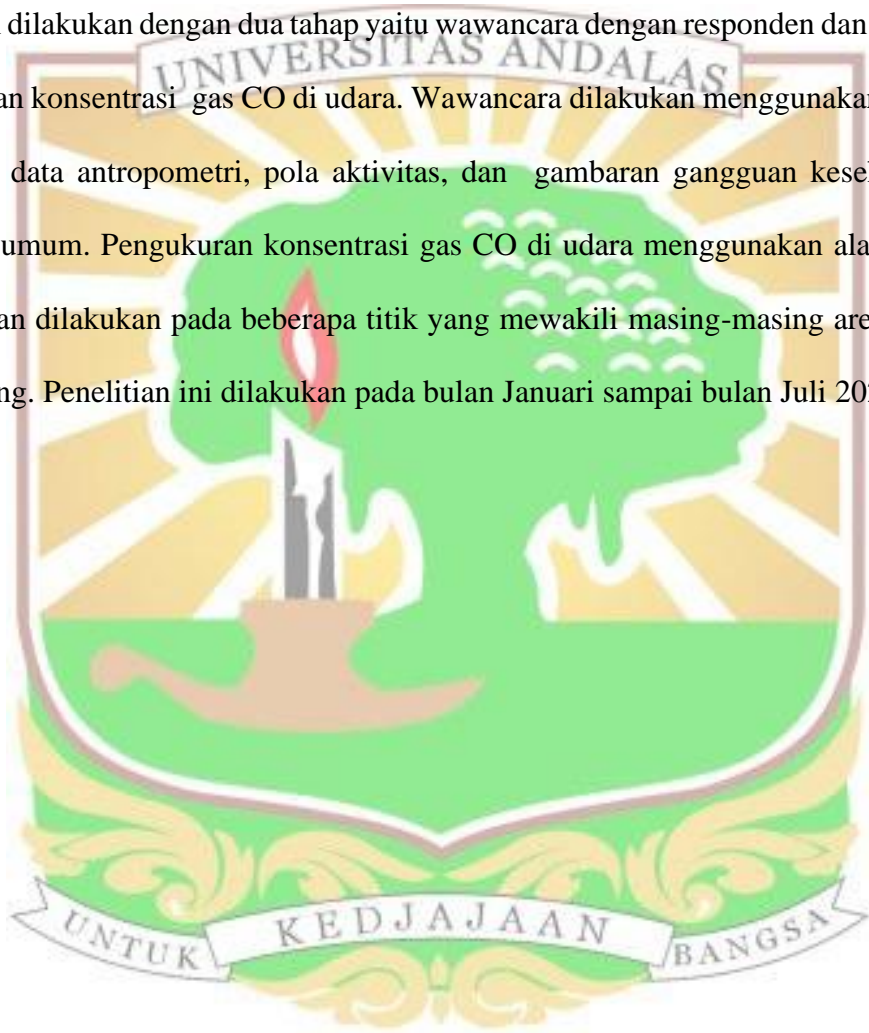 dilakukan dengan dua tahap yaitu wawancara dengan responden dan
UNIVERSITAS ANDALAS
an konsentrasi gas CO di udara. Wawancara dilakukan menggunakan
data antropometri, pola aktivitas, dan gambaran gangguan kese
umum. Pengukuran konsentrasi gas CO di udara menggunakan ala
an dilakukan pada beberapa titik yang mewakili masing-masing are
ng. Penelitian ini dilakukan pada bulan Januari sampai bulan Juli 20
UNTUK KEDJAJAAN BANGSA